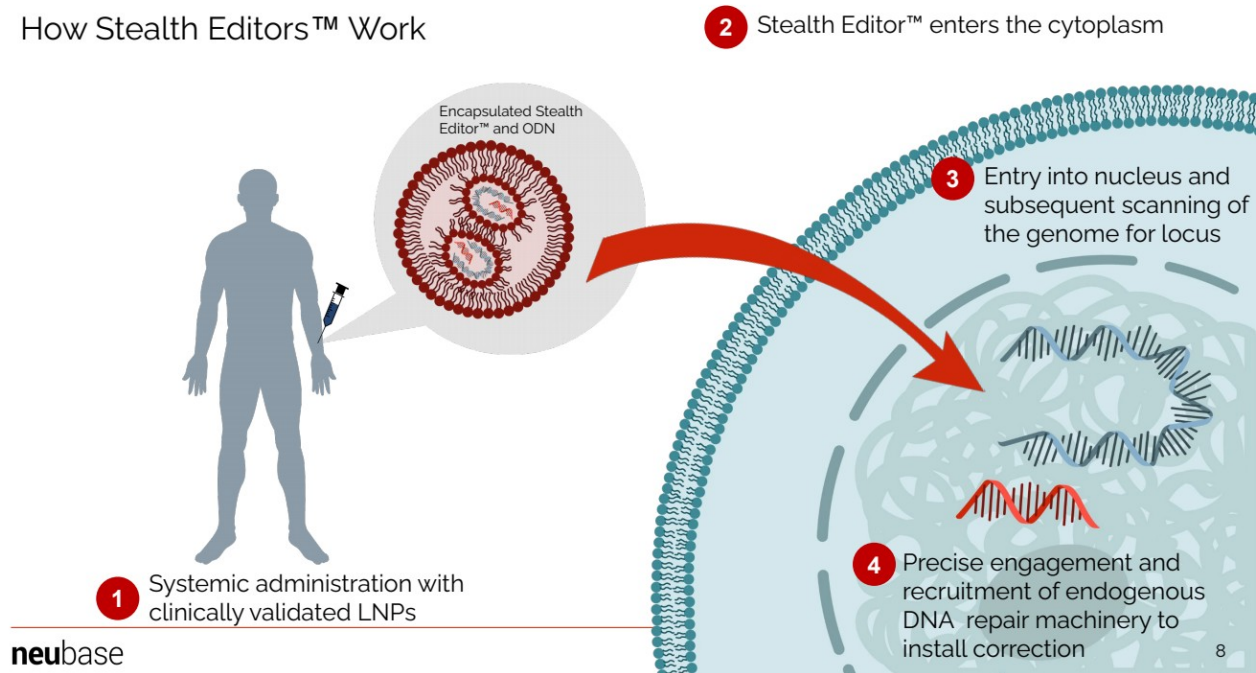 How Stealth Editors™ Work
2 Stealth Editor™ enters the cytoplasm
Encapsulated Stealth
Editor™ and ODN
3 Entry into nucleus and
subsequent scanning of
the genome for locus
1 Systemic administration with
clinically validated LNPs
4 Precise engagement and
recruitment of endogenous
DNA repair machinery to
install correction
neubase
8